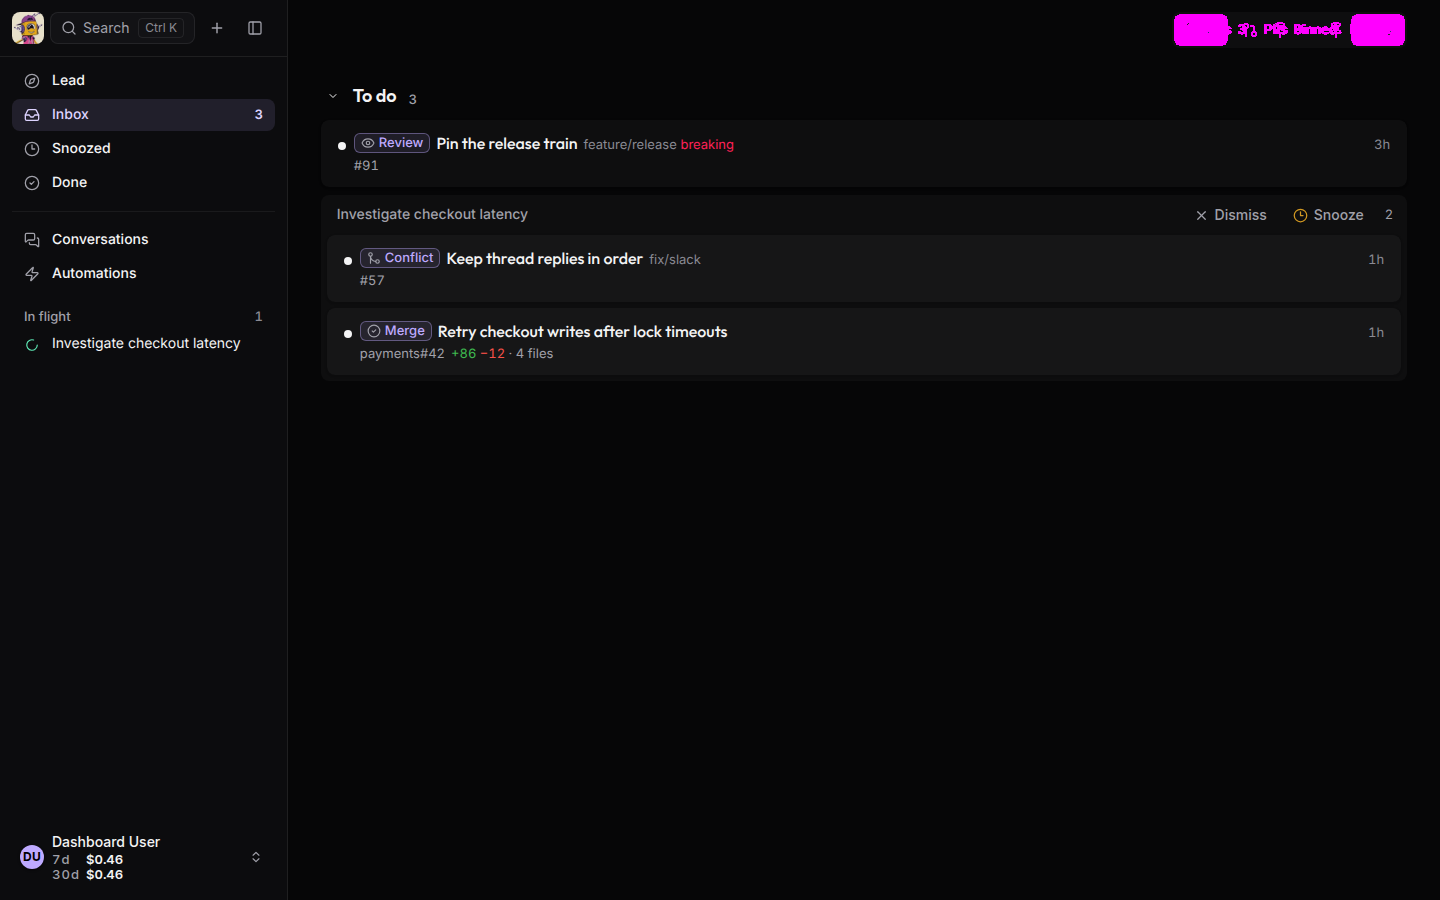 Search Ctrl K
Lead
Inbox 3
Snoozed
Done
Conversations
Automations
In flight 1
Investigate checkout latency
Dashboard User
DU
7d $0.46
30d $0.46
To do 3
Review Pin the release train feature/release breaking 3h
#91
Investigate checkout latency Dismiss Snooze 2
Conflict Keep thread replies in order fix/slack 1h
#57
Merge Retry checkout writes after lock timeouts 1h
payments#42 +86 −12 · 4 files